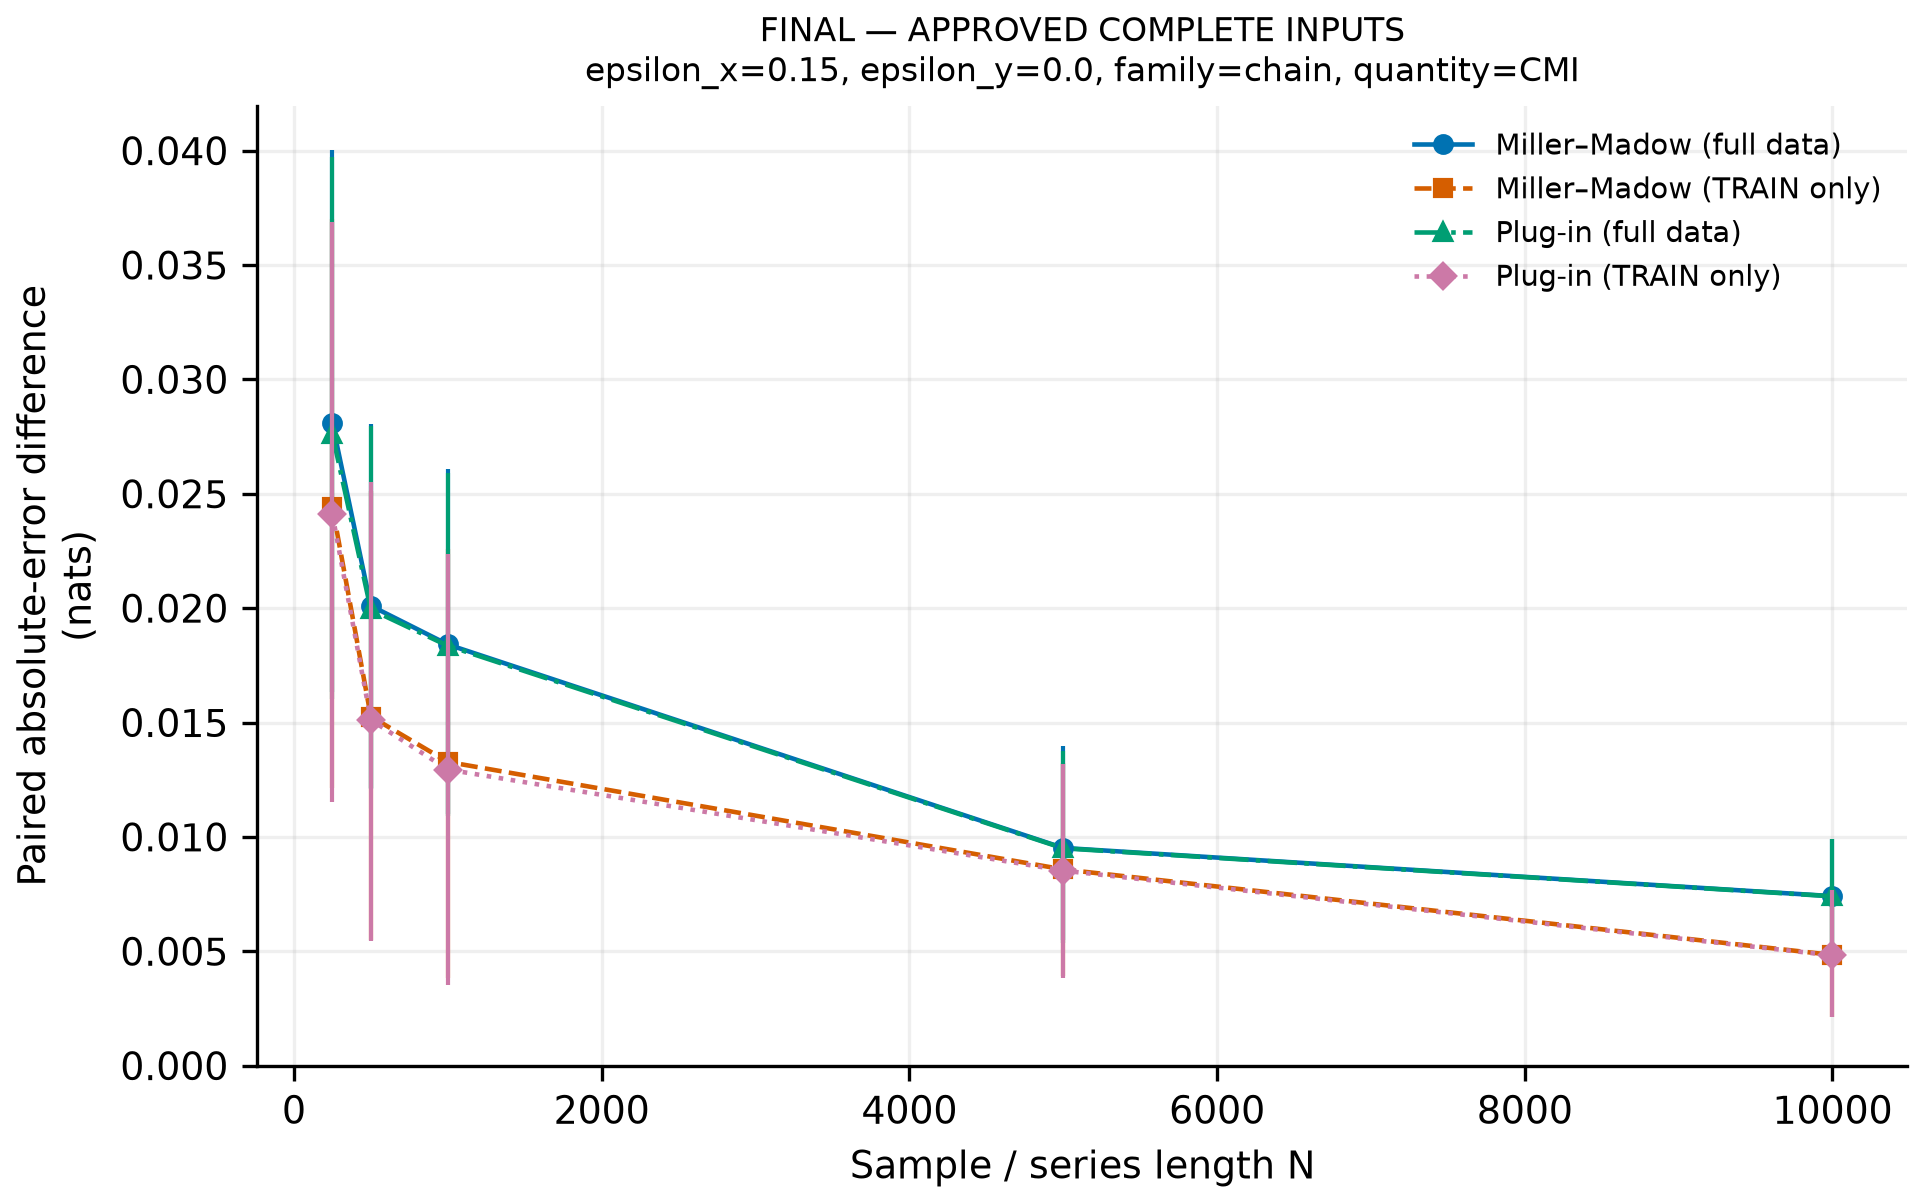 FINAL — APPROVED COMPLETE INPUTS
epsilon_x=0.15, epsilon_y=0.0, family=chain, quantity=CMI
Miller–Madow (full data)
Miller–Madow (TRAIN only)
Plug-in (full data)
Plug-in (TRAIN only)
Paired absolute-error difference
(nats)
0.040
0.035
0.030
0.025
0.020
0.015
0.010
0.005
0.000
0
2000
4000
6000
8000
10000
Sample / series length N